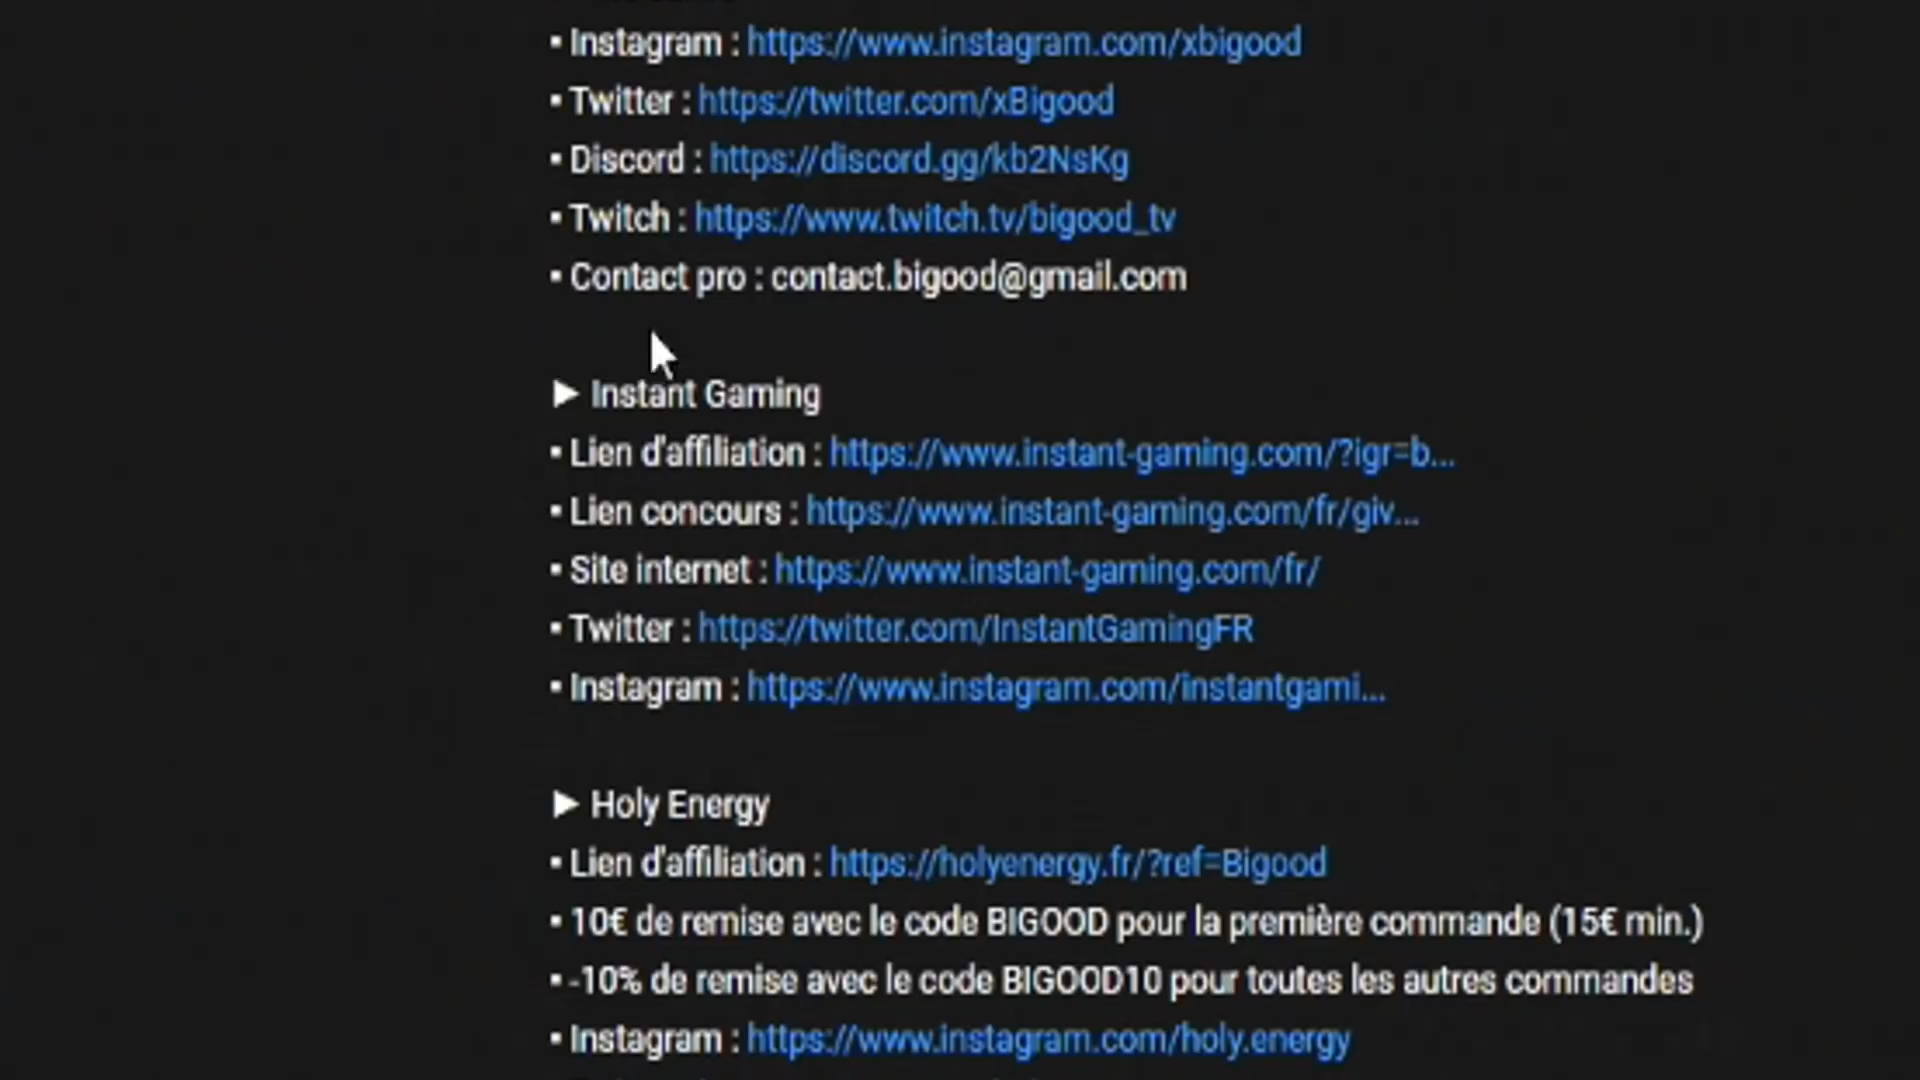 ▪ Instagram : https://www.instagram.com/xbigood
▪ Twitter : https://twitter.com/xBigood
▪ Discord : https://discord.gg/kb2NsKg
▪ Twitch : https://www.twitch.tv/bigood_tv
▪ Contact pro : contact.bigood@gmail.com
► Instant Gaming
▪ Lien d'affiliation : https://www.instant-gaming.com/?igr=b...
▪ Lien concours : https://www.instant-gaming.com/fr/giv...
▪ Site internet : https://www.instant-gaming.com/fr/
▪ Twitter : https://twitter.com/InstantGamingFR
▪ Instagram : https://www.instagram.com/instantgami...
► Holy Energy
▪ Lien d'affiliation : https://holyenergy.fr/?ref=Bigood
▪ 10€ de remise avec le code BIGOOD pour la première commande (15€ min.)
▪ -10% de remise avec le code BIGOOD10 pour toutes les autres commandes
▪ Instagram : https://www.instagram.com/holy.energy